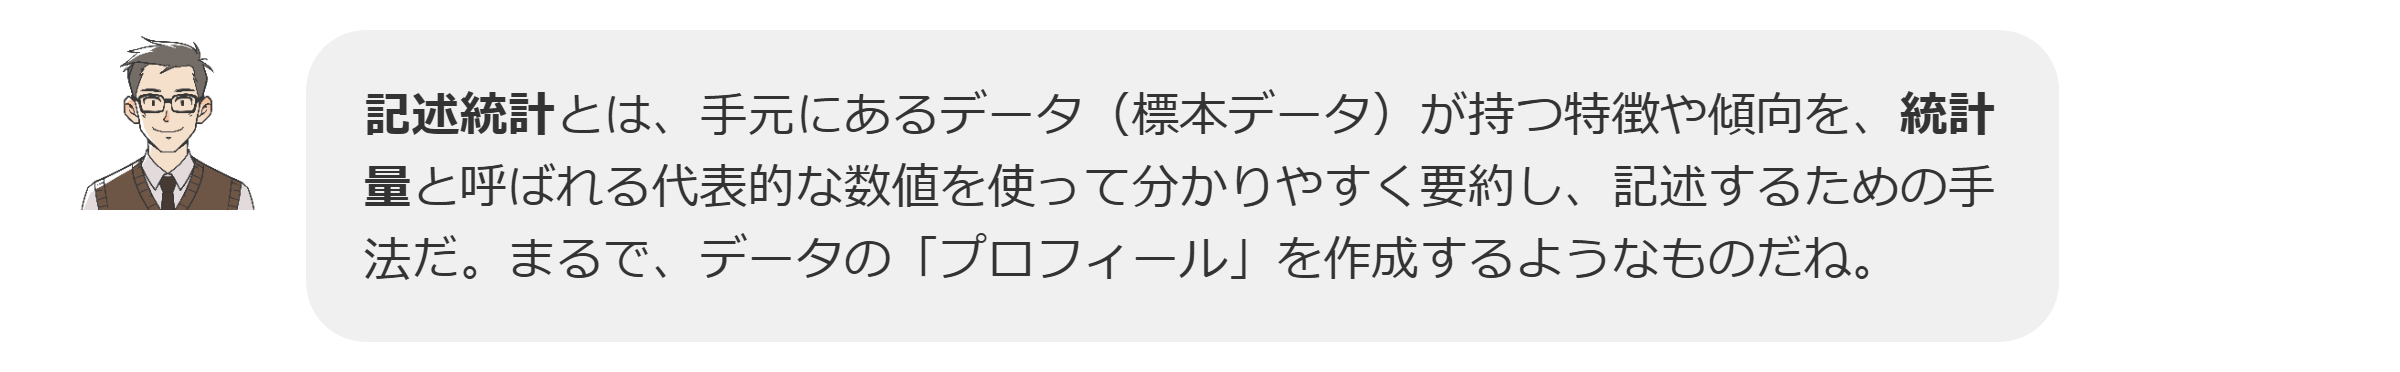 記述統計とは、手元にあるデータ（標本データ）が持つ特徴や傾向を、統計
量と呼ばれる代表的な数値を使って分かりやすく要約し、記述するための手
法だ。まるで、データの「プロフィール」を作成するようなものだね。